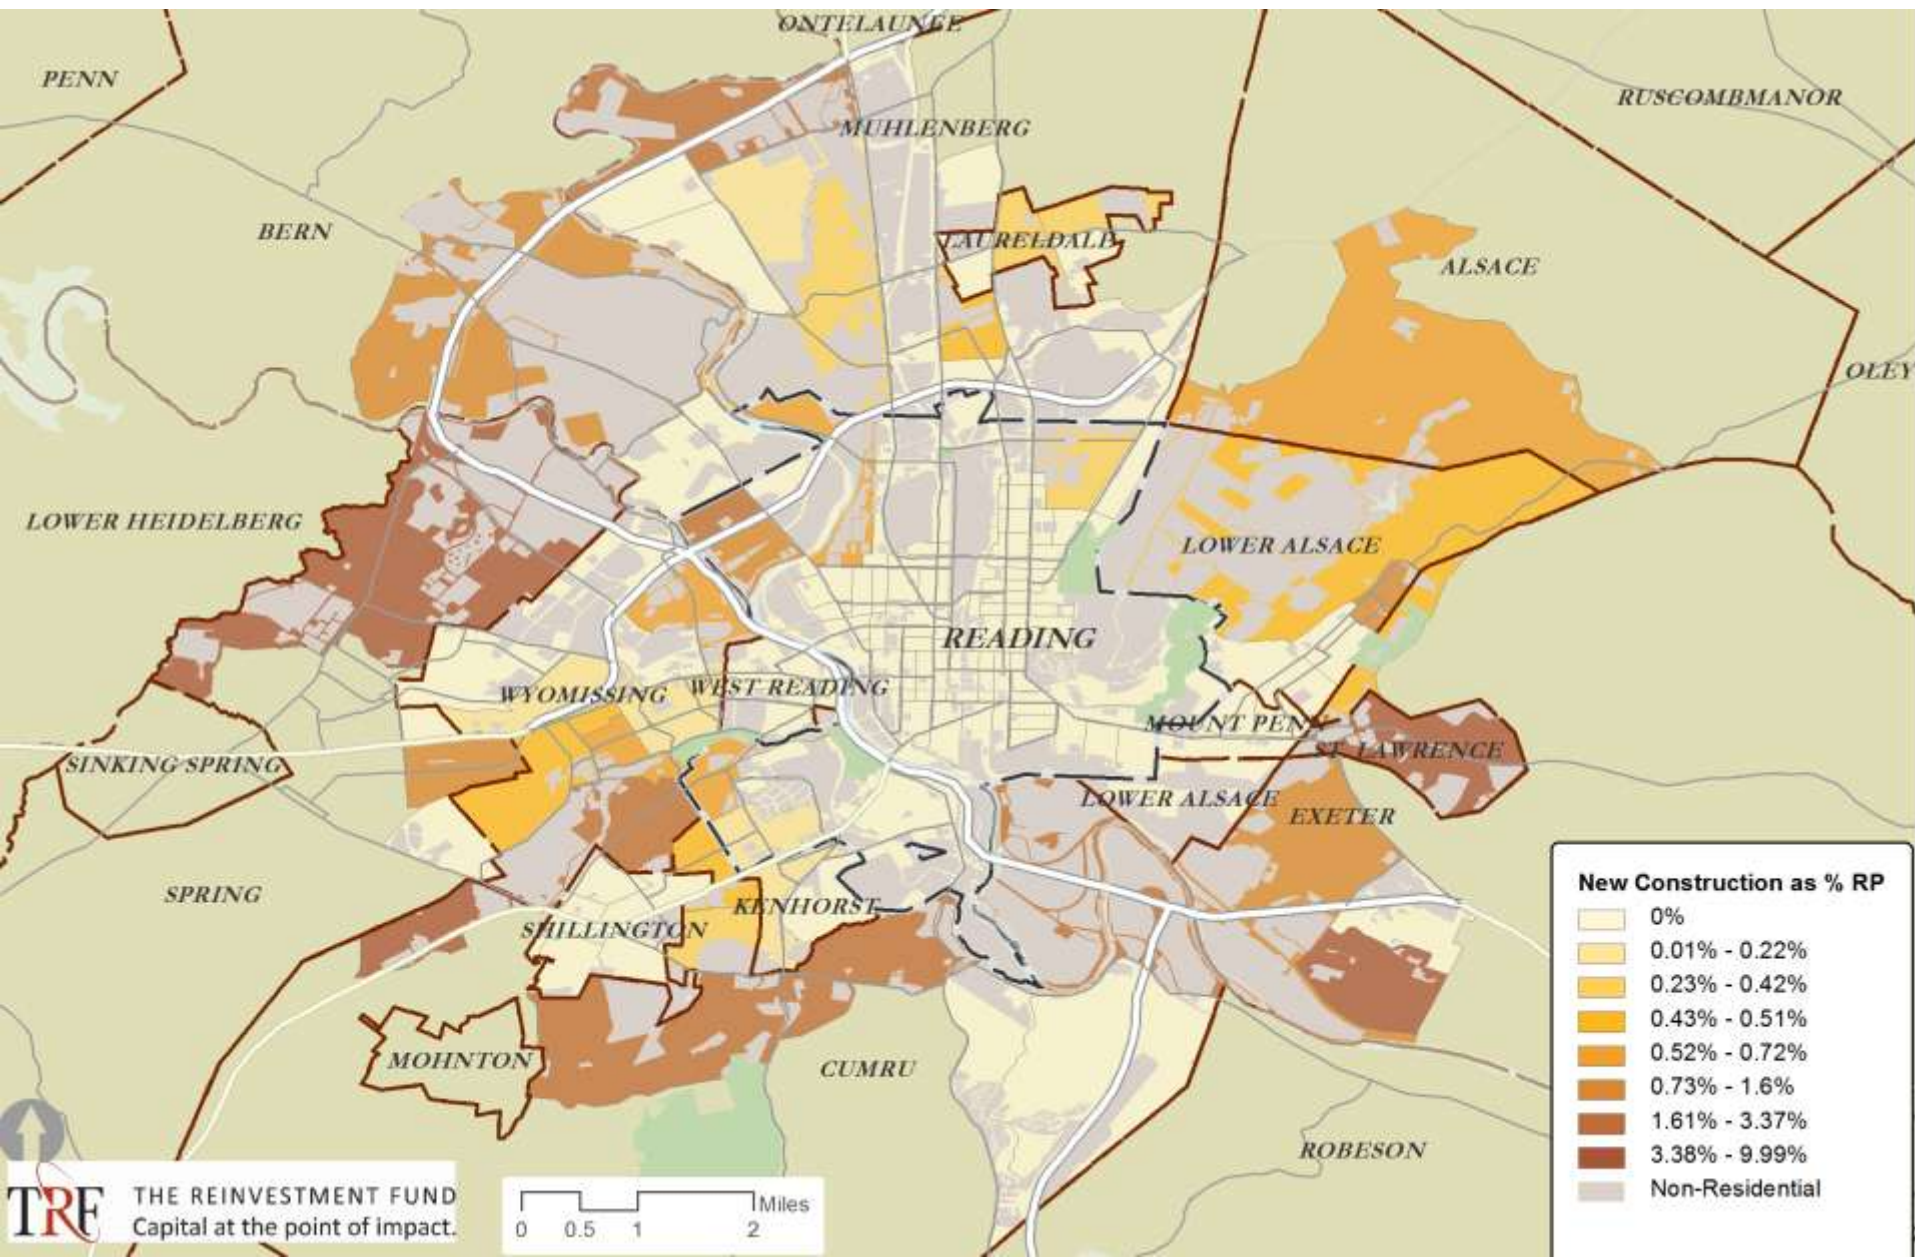 ONTELAUNEE
PENN
RUSCOMBMANOR
MUHLENBERG
BERN
LAURELDALE
ALSACE
OLEY
LOWER HEIDELBERG
LOWER ALSACE
READING
WYOMISSING
WEST READING
MOUNT PENN
ST. LAWRENCE
SINKING SPRING
LOWER ALSACE
EXETER
SPRING
KENHORST
SHILLINGTON
MOHNTON
CUMRU
ROBESON
New Construction as % RP
0%
0.01% - 0.22%
0.23% - 0.42%
0.43% - 0.51%
0.52% - 0.72%
0.73% - 1.6%
1.61% - 3.37%
3.38% - 9.99%
Non-Residential
TRF
THE REINVESTMENT FUND
Capital at the point of impact.
Miles
0 0.5 1 2